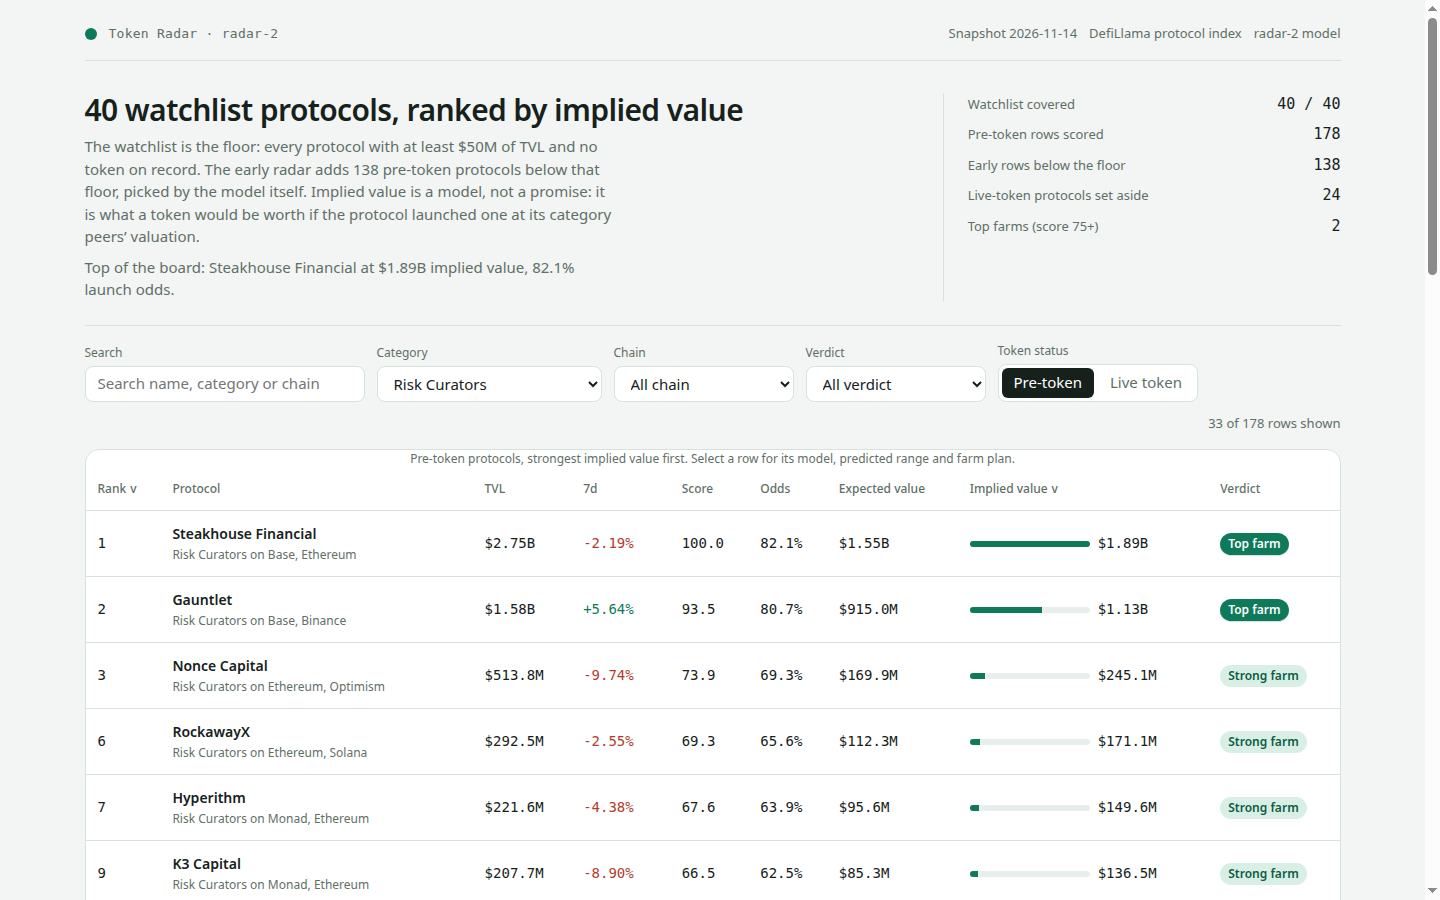 Token Radar · radar-2
Snapshot 2026-11-14 DefiLlama protocol index radar-2 model
40 watchlist protocols, ranked by implied value
The watchlist is the floor: every protocol with at least $50M of TVL and no
token on record. The early radar adds 138 pre-token protocols below that
floor, picked by the model itself. Implied value is a model, not a promise: it
is what a token would be worth if the protocol launched one at its category
peers’ valuation.
Top of the board: Steakhouse Financial at $1.89B implied value, 82.1%
launch odds.
Watchlist covered 40 / 40
Pre-token rows scored 178
Early rows below the floor 138
Live-token protocols set aside 24
Top farms (score 75+) 2
Search Category Chain Verdict Token status
Search name, category or chain Risk Curators All chain All verdict Pre-token Live token
33 of 178 rows shown
Pre-token protocols, strongest implied value first. Select a row for its model, predicted range and farm plan.
Rank v Protocol TVL 7d Score Odds Expected value Implied value v Verdict
1 Steakhouse Financial $2.75B -2.19% 100.0 82.1% $1.55B $1.89B Top farm
Risk Curators on Base, Ethereum
2 Gauntlet $1.58B +5.64% 93.5 80.7% $915.0M $1.13B Top farm
Risk Curators on Base, Binance
3 Nonce Capital $513.8M -9.74% 73.9 69.3% $169.9M $245.1M Strong farm
Risk Curators on Ethereum, Optimism
6 RockawayX $292.5M -2.55% 69.3 65.6% $112.3M $171.1M Strong farm
Risk Curators on Ethereum, Solana
7 Hyperithm $221.6M -4.38% 67.6 63.9% $95.6M $149.6M Strong farm
Risk Curators on Monad, Ethereum
9 K3 Capital $207.7M -8.90% 66.5 62.5% $85.3M $136.5M Strong farm
Risk Curators on Monad, Ethereum